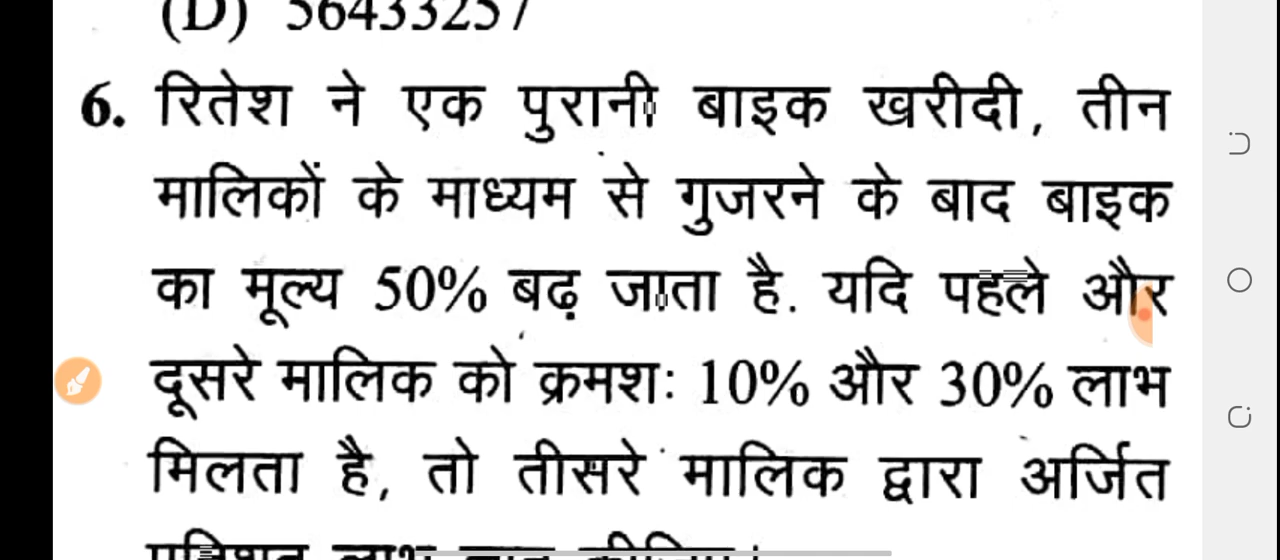 (D) 56433257
6. रितेश ने एक पुरानी बाइक खरीदी, तीन
मालिकों के माध्यम से गुजरने के बाद बाइक
का मूल्य 50% बढ़ जाता है. यदि पहले और
दूसरे मालिक को क्रमशः 10% और 30% लाभ
मिलता है, तो तीसरे मालिक द्वारा अर्जित